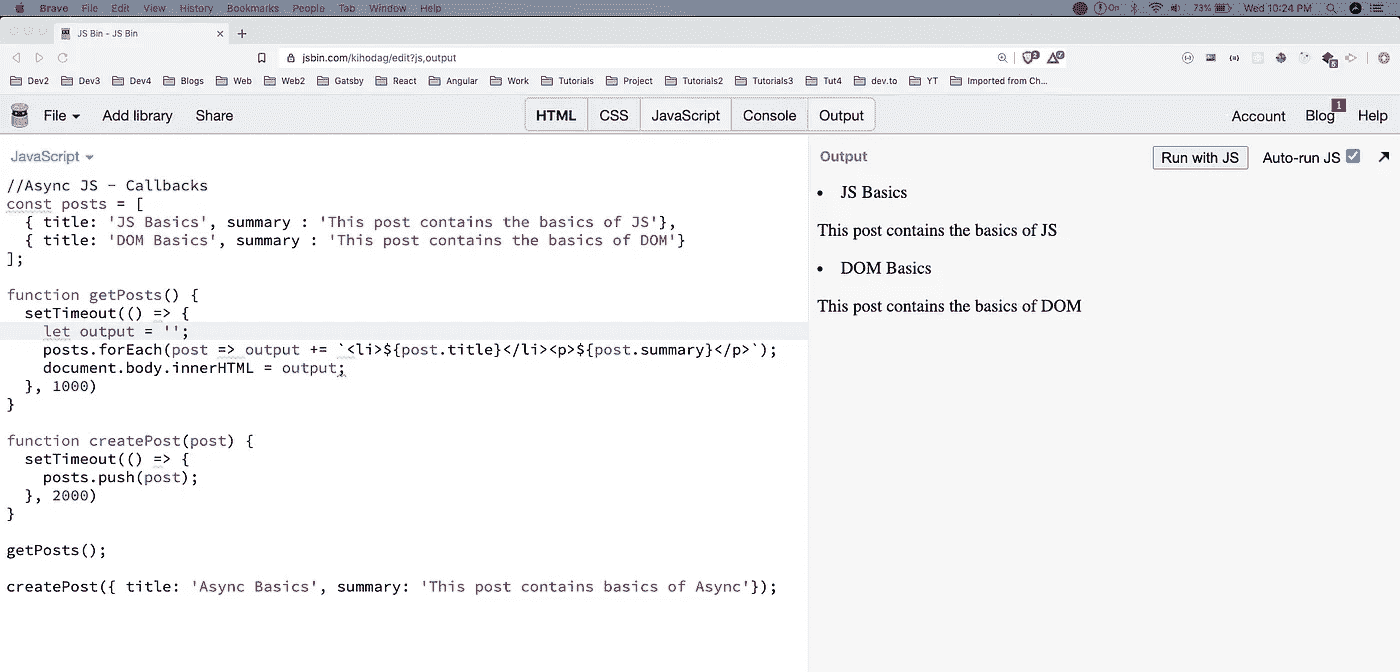 Brave File Edit View History Bookmarks People Tab Window Help On 73% Wed 10:24 PM
JS Bin - JS Bin
jsbin.com/kihodag/edit?js,output
Dev2 Dev3 Dev4 Blogs Web Web2 Gatsby React Angular Work Tutorials Project Tutorials2 Tutorials3 Tut4 dev.to YT Imported from Ch...
File Add library Share HTML CSS JavaScript Console Output Account Blog 1 Help
JavaScript
//Async JS - Callbacks
const posts = [
{ title: 'JS Basics', summary : 'This post contains the basics of JS'},
{ title: 'DOM Basics', summary : 'This post contains the basics of DOM'}
];
function getPosts() {
setTimeout(() => {
let output = '';
posts.forEach(post => output += `<li>${post.title}</li><p>${post.summary}</p>`);
document.body.innerHTML = output;
}, 1000)
}
function createPost(post) {
setTimeout(() => {
posts.push(post);
}, 2000)
}
getPosts();
createPost({ title: 'Async Basics', summary: 'This post contains basics of Async'});
Output Run with JS Auto-run JS
• JS Basics
This post contains the basics of JS
• DOM Basics
This post contains the basics of DOM